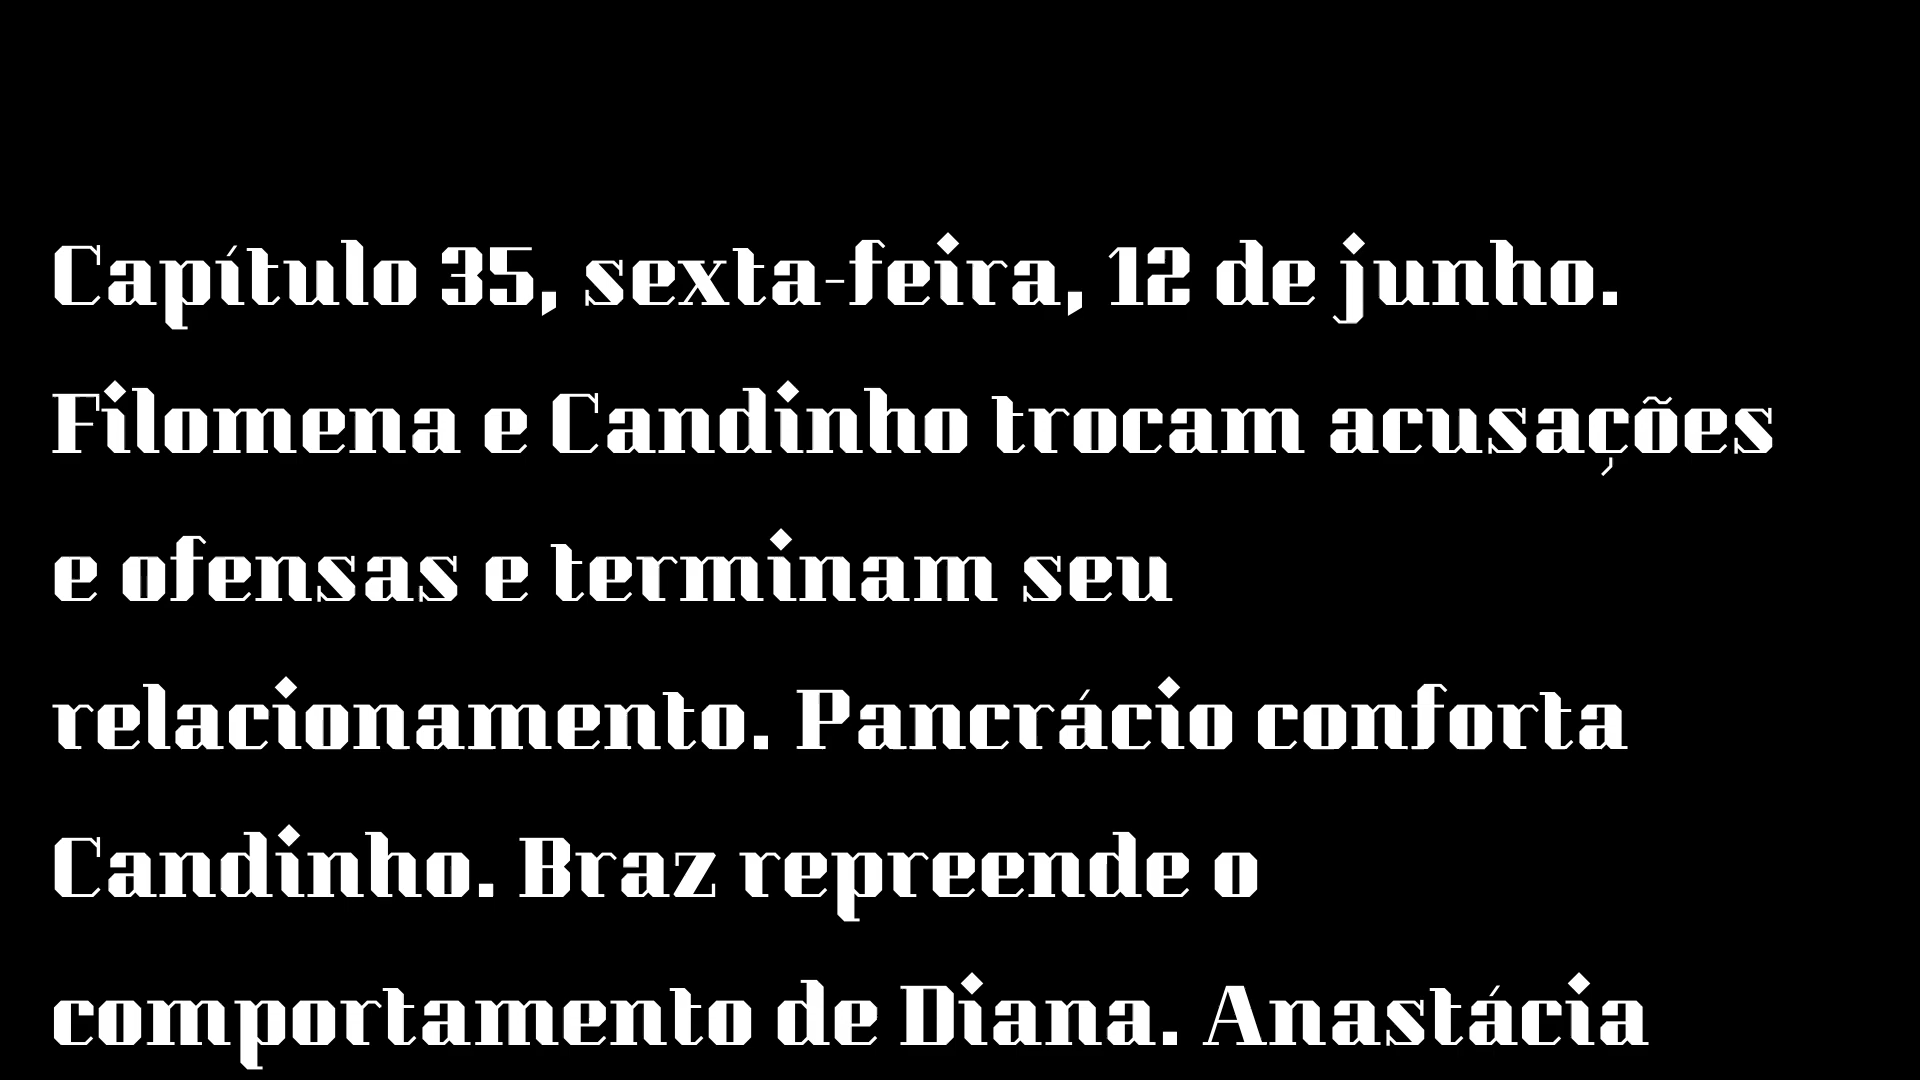 Capítulo 35, sexta-feira, 12 de junho.
Filomena e Candinho trocam acusações
e ofensas e terminam seu
relacionamento. Pancrácio conforta
Candinho. Braz repreende o
comportamento de Diana. Anastácia